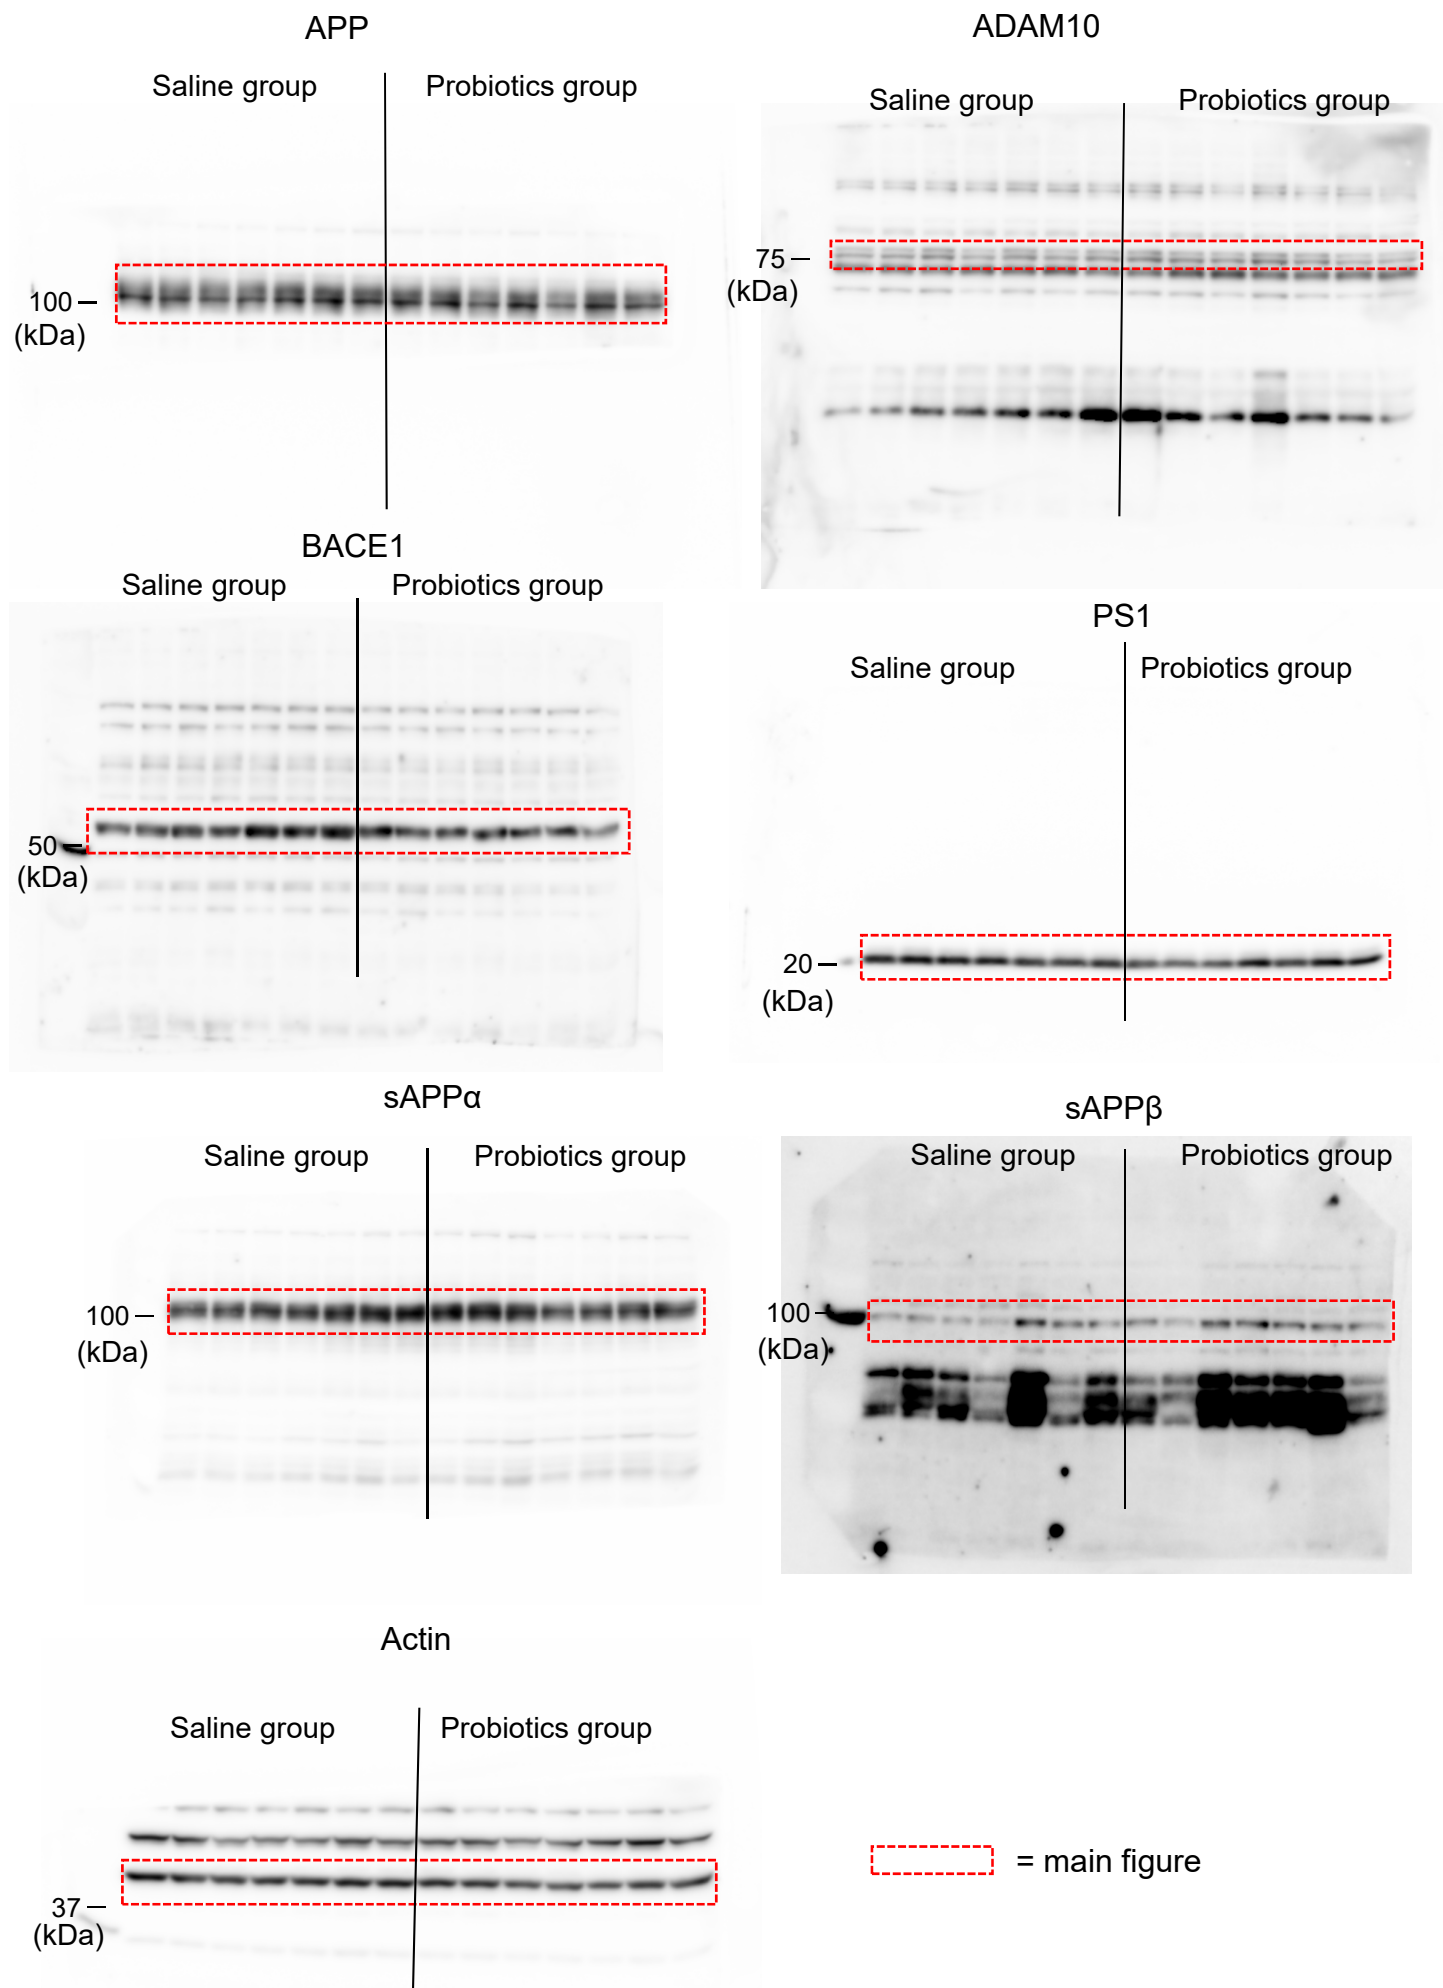 APP
Saline group
Probiotics group
100
(kDa)
ADAM10
Saline group
Probiotics group
75
(kDa)
BACE1
Saline group
Probiotics group
50
(kDa)
PS1
Saline group
Probiotics group
20
(kDa)
sAPPα
Saline group
Probiotics group
100
(kDa)
sAPPβ
Saline group
Probiotics group
100
(kDa)
Actin
Saline group
Probiotics group
37
(kDa)
= main figure